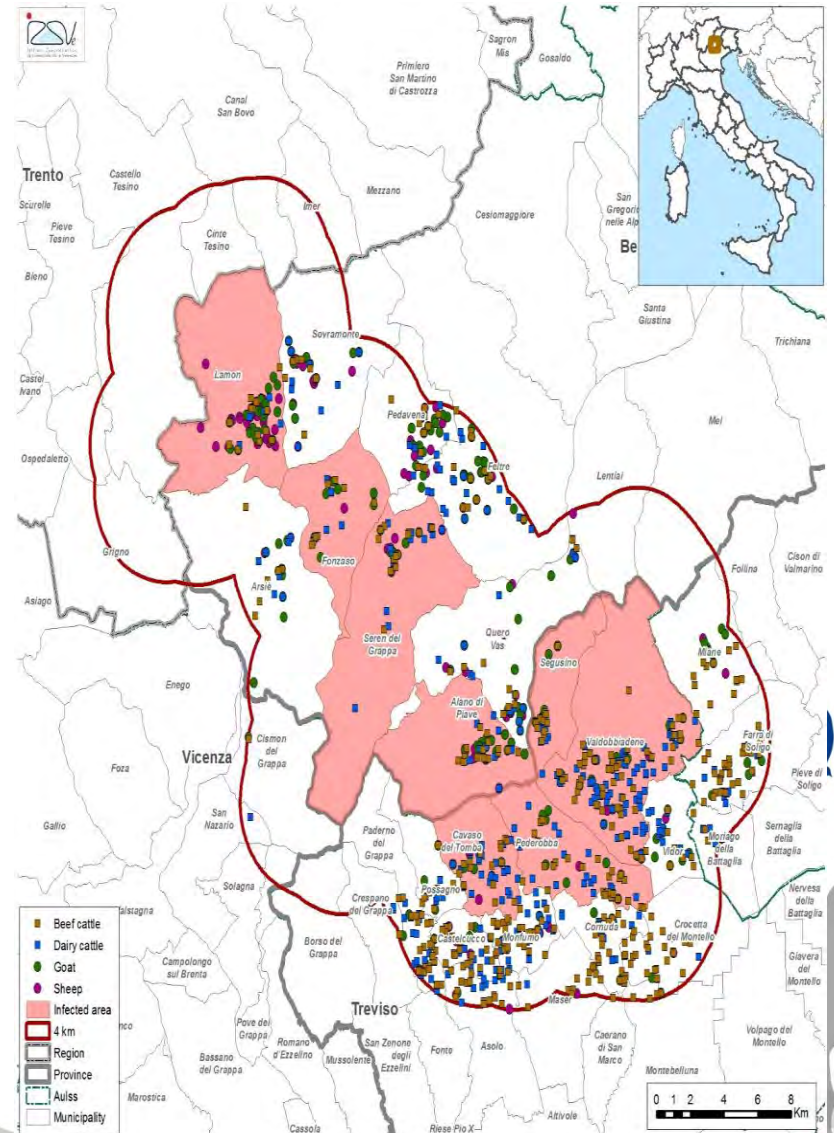 Sagron
Mis
Gosaldo
Primiero
San Martino
di Castrozza
Canal
San Bovo
Trento
Castello
Tesino
Mezzano
Scurelle
Imer
Pieve
Tesino
Cinte
Tesino
Cesiomaggiore
San
Gregorio
nelle Alp
Be
Bieno
Santa
Giustina
Sovramonte
Trichiana
Lamon
Castel
Ivano
Pedavena
Mel
Ospedaletto
Feltre
Lentiai
Grigno
Fonzaso
Arsiè
Cison di
Valmarino
Follina
Asiago
Seren del
Grappa
Quero
Vas
Miane
Segusino
Enego
Alano di
Piave
Valdobbiadene
Farra di
Soligo
Cismon
del
Grappa
Vicenza
Foza
Pieve di
Soligo
Gallio
San
Nazario
Paderno
del
Grappa
Cavaso
del Tomba
Pederobba
Vidor
Moriago
della
Battaglia
Sernaglia
della
Battaglia
Solagna
Possagno
Crespano
del Grappa
Nervesa
della
Battaglia
Borso del
Grappa
Castelcucco
Monfumo
Cornuda
Crocetta
del Montello
Campolongo
sul Brenta
Giavera
del
Montello
Treviso
Maser
Pove del
Grappa
Romano
d'Ezzelino
San Zenone
degli
Ezzelini
Fonte
Asolo
Caerano
di San
Marco
Volpago del
Montello
Bassano
del Grappa
Mussolente
Montebelluna
Marostica
Altivole
Cassola
Riese Pio X
Beef cattle
Dairy cattle
Goat
Sheep
Infected area
4 km
Region
Province
Aulss
Municipality
0 1 2 4 6 8
Km